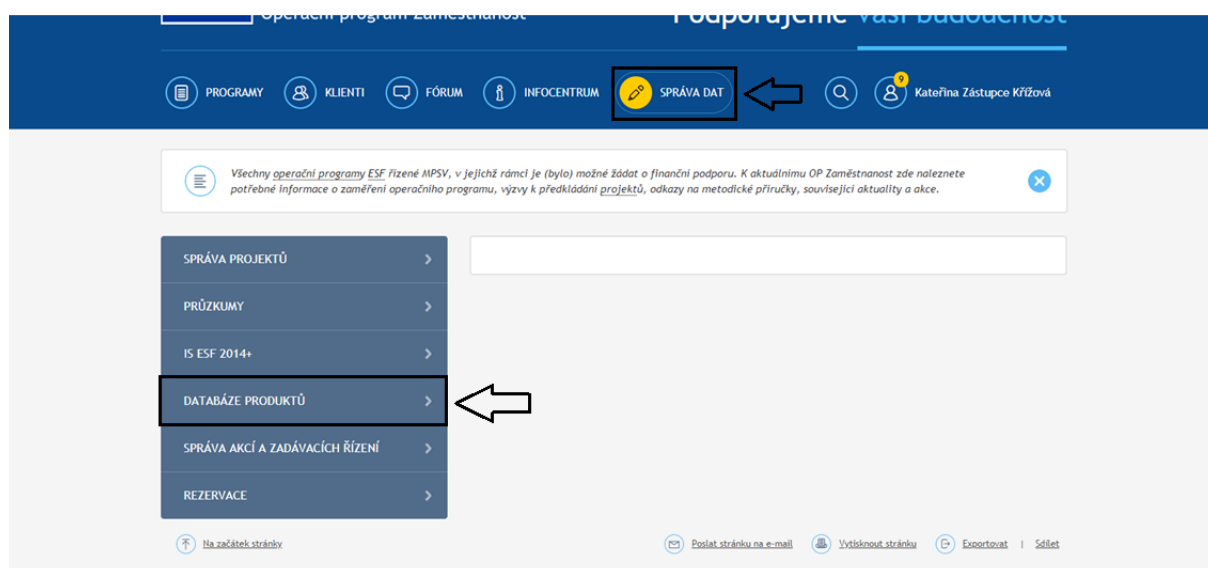 Operační program Zaměstnanost
Podporujeme vaši budoucnost
PROGRAMY
KLIENTI
FÓRUM
INFOCENTRUM
SPRÁVA DAT
9
Kateřina Zástupce Křížová
Všechny operační programy ESF řízené MPSV, v jejichž rámci je (bylo) možné žádat o finanční podporu. K aktuálnímu OP Zaměstnanost zde naleznete
potřebné informace o zaměření operačního programu, výzvy k předkládání projektů, odkazy na metodické příručky, související aktuality a akce.
SPRÁVA PROJEKTŮ
PRŮZKUMY
IS ESF 2014+
DATABÁZE PRODUKTŮ
SPRÁVA AKCÍ A ZADÁVACÍCH ŘÍZENÍ
REZERVACE
Na začátek stránky
Poslat stránku na e-mail
Vytisknout stránku
Exportovat | Sdílet